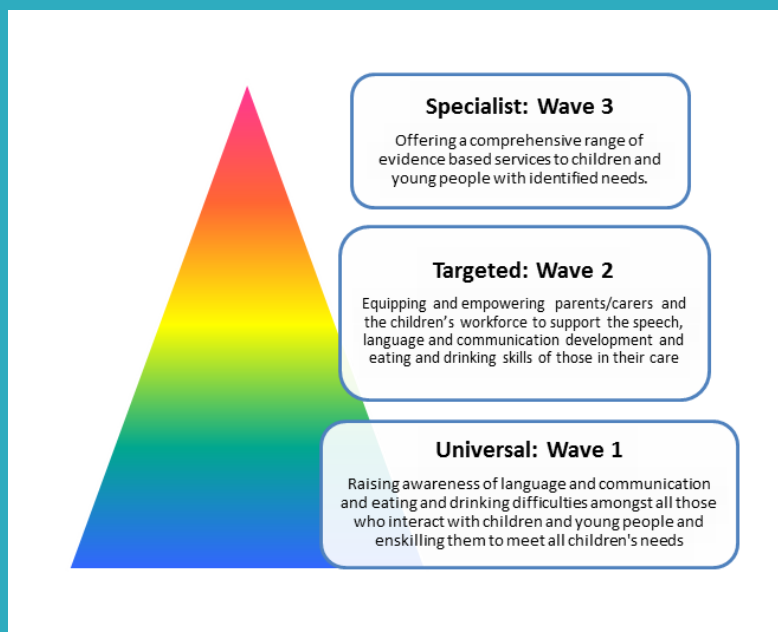 Specialist: Wave 3
Offering a comprehensive range of
evidence based services to children and
young people with identified needs.
Targeted: Wave 2
Equipping and empowering parents/carers and
the children's workforce to support the speech,
language and communication development and
eating and drinking skills of those in their care
Universal: Wave 1
Raising awareness of language and communication
and eating and drinking difficulties amongst all those
who interact with children and young people and
enskilling them to meet all children's needs